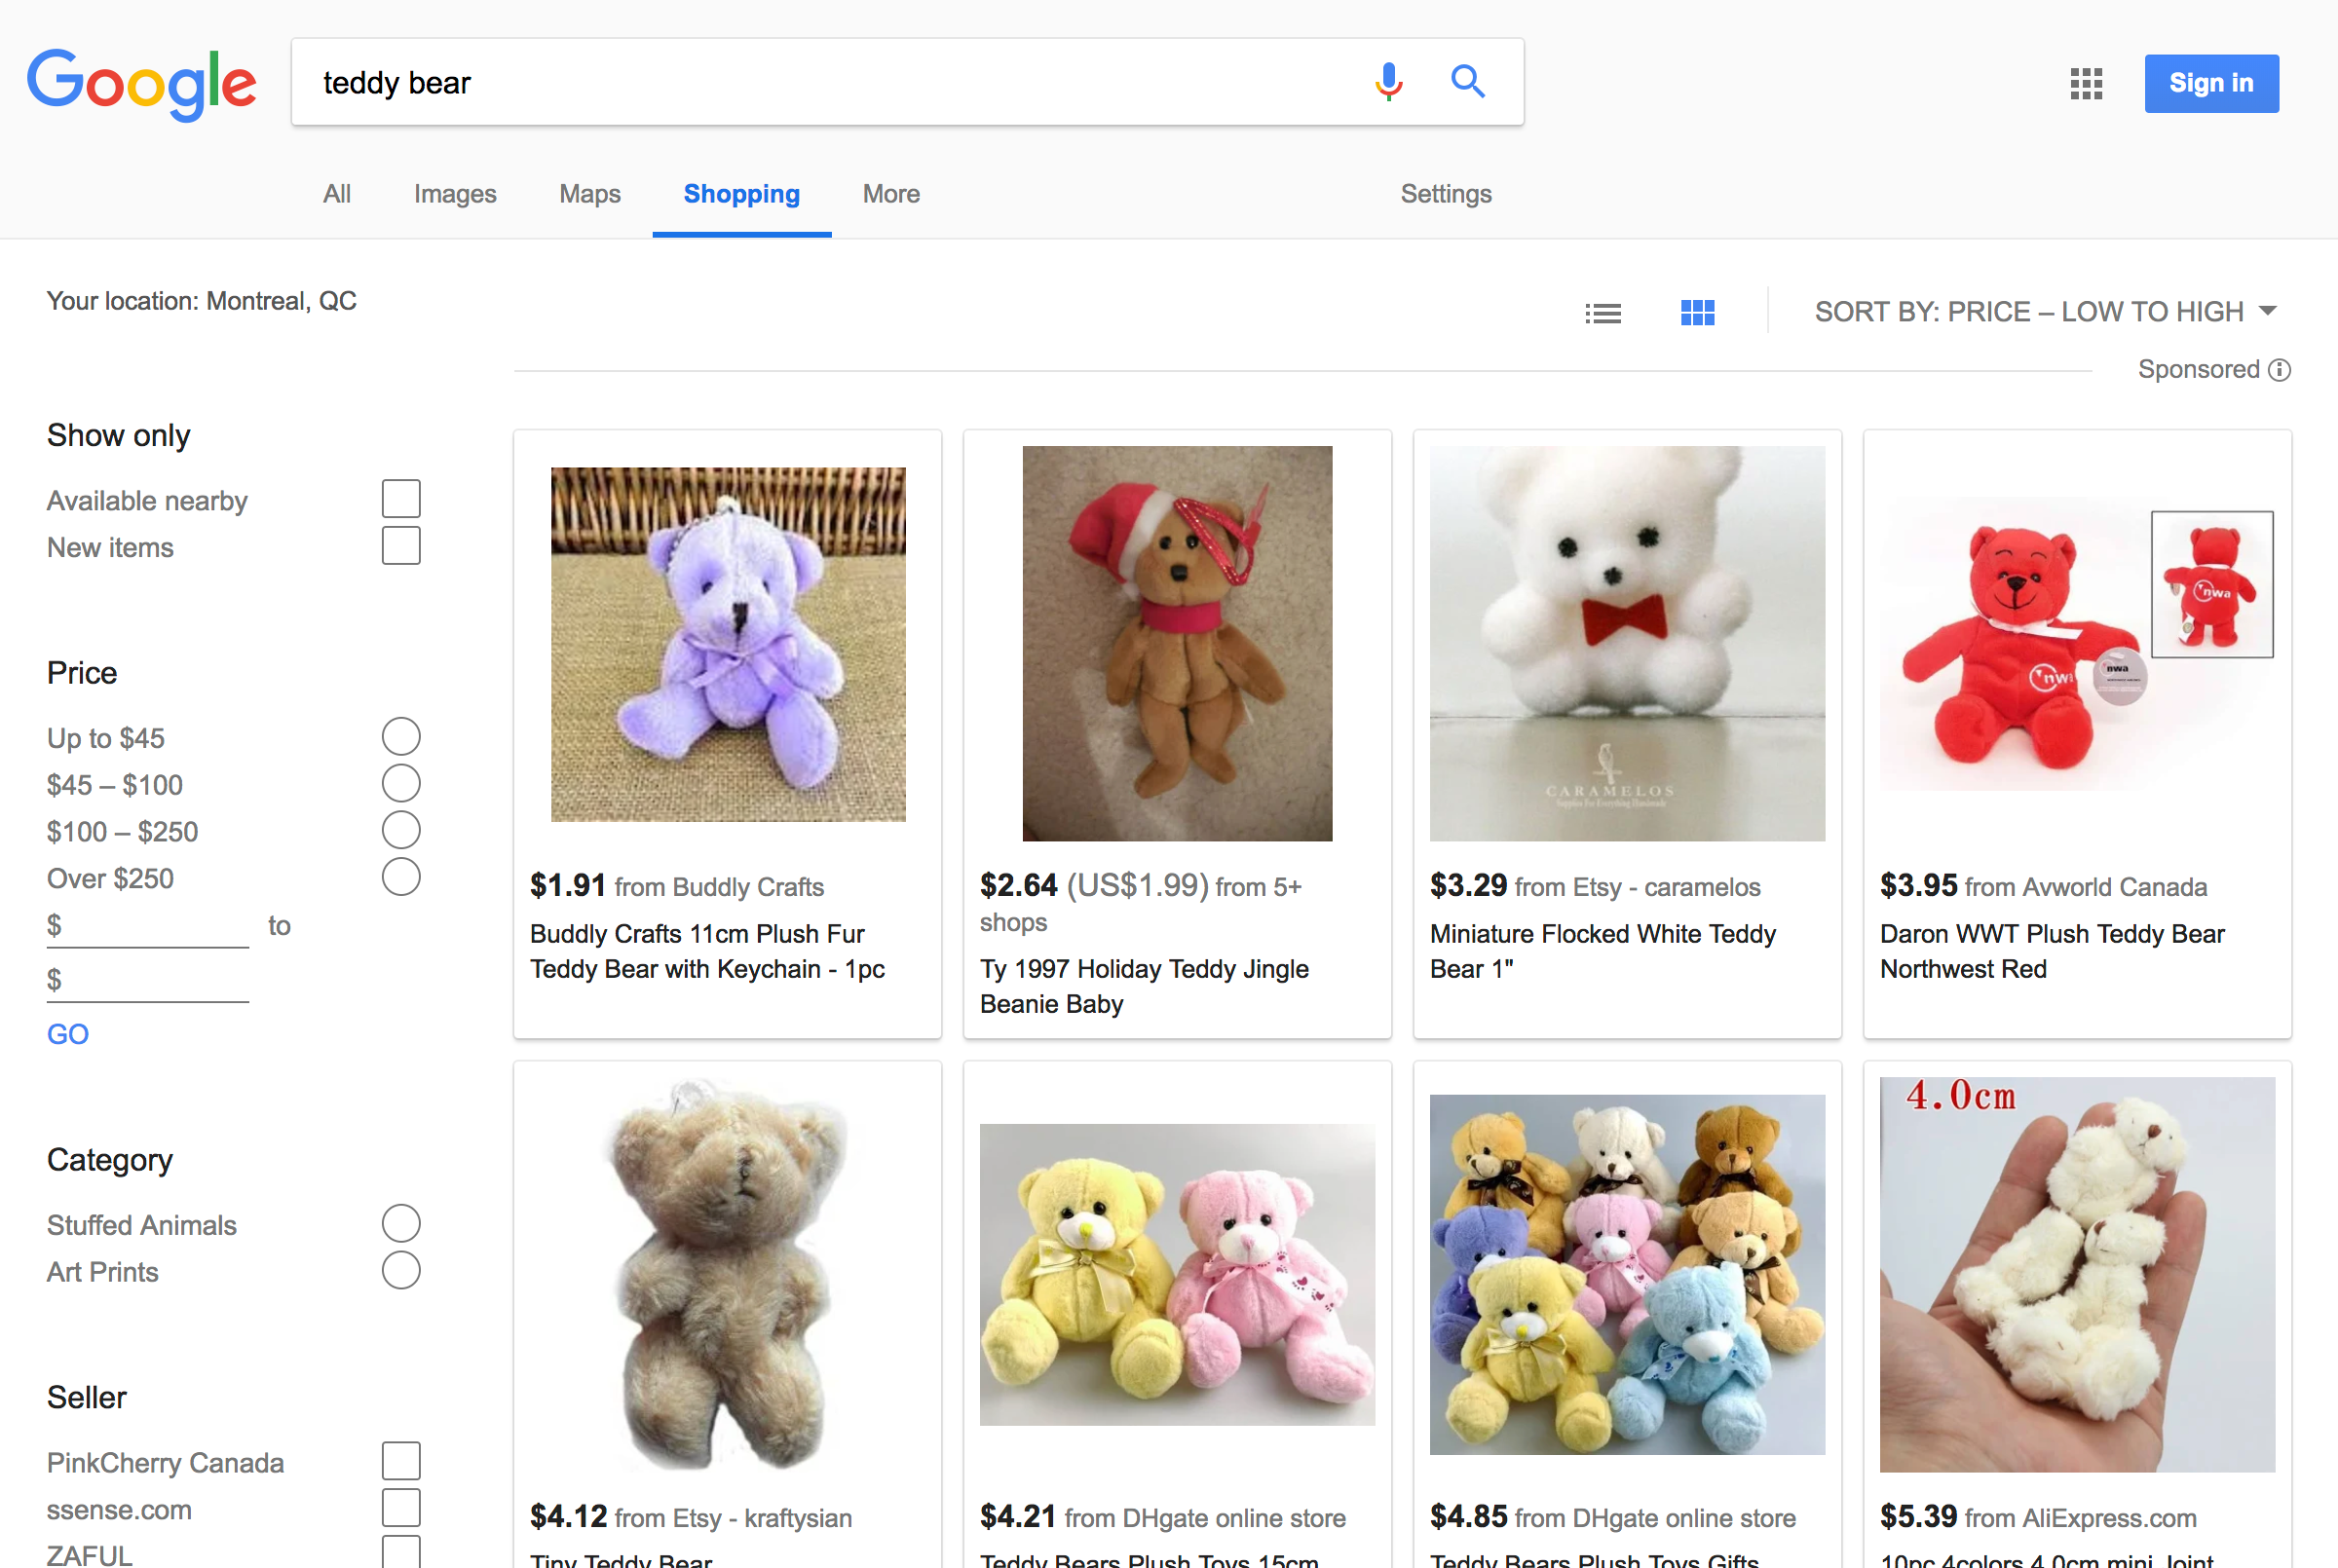 Google
teddy bear
Sign in
All Images Maps Shopping More Settings
Your location: Montreal, QC
SORT BY: PRICE – LOW TO HIGH
Sponsored
Show only
Available nearby
New items
Price
Up to $45
$45 – $100
$100 – $250
Over $250
$ to
$
GO
Category
Stuffed Animals
Art Prints
Seller
PinkCherry Canada
ssense.com
ZAFUL
$1.91 from Buddly Crafts
Buddly Crafts 11cm Plush Fur
Teddy Bear with Keychain - 1pc
$2.64 (US$1.99) from 5+
shops
Ty 1997 Holiday Teddy Jingle
Beanie Baby
CARAMELOS
Supplies For Everything Handmade
$3.29 from Etsy - caramelos
Miniature Flocked White Teddy
Bear 1"
nwa
nwa
nwa
$3.95 from Avworld Canada
Daron WWT Plush Teddy Bear
Northwest Red
$4.12 from Etsy - kraftysian
Tiny Teddy Bear
$4.21 from DHgate online store
Teddy Bears Plush Toys 15cm
$4.85 from DHgate online store
Teddy Bears Plush Toys Gifts
4.0cm
$5.39 from AliExpress.com
10pc 4colors 4.0cm mini Joint